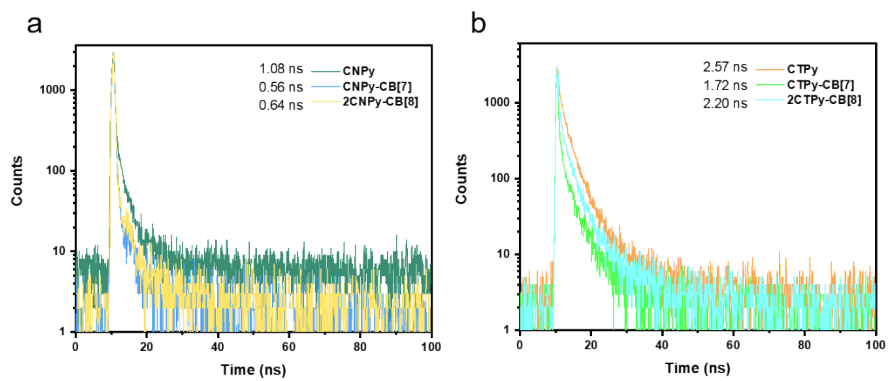 a
1.08 ns CNPy
0.56 ns CNPy-CB[7]
0.64 ns 2CNPy-CB[8]
1000
100
10
1
Counts
0 20 40 60 80 100
Time (ns)
b
2.57 ns CTPy
1.72 ns CTPy-CB[7]
2.20 ns 2CTPy-CB[8]
1000
100
10
1
Counts
0 20 40 60 80 100
Time (ns)